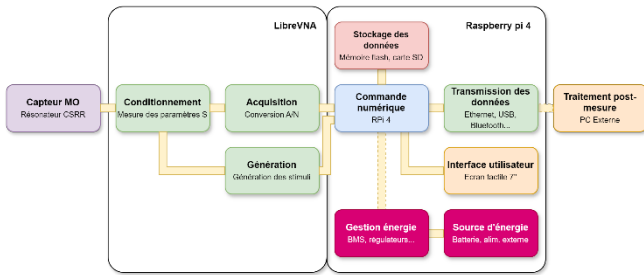 LibreVNA
Raspberry pi 4
Stockage des
données
Mémoire flash, carte SD
Capteur MO
Résonateur CSRR
Conditionnement
Mesure des paramètres S
Acquisition
Conversion A/N
Commande
numérique
RPi 4
Transmission des
données
Ethernet, USB,
Bluetooth...
Traitement post-
mesure
PC Externe
Génération
Génération des stimuli
Interface utilisateur
Ecran tactile 7"
Gestion énergie
BMS, régulateurs...
Source d'énergie
Batterie, alim. externe